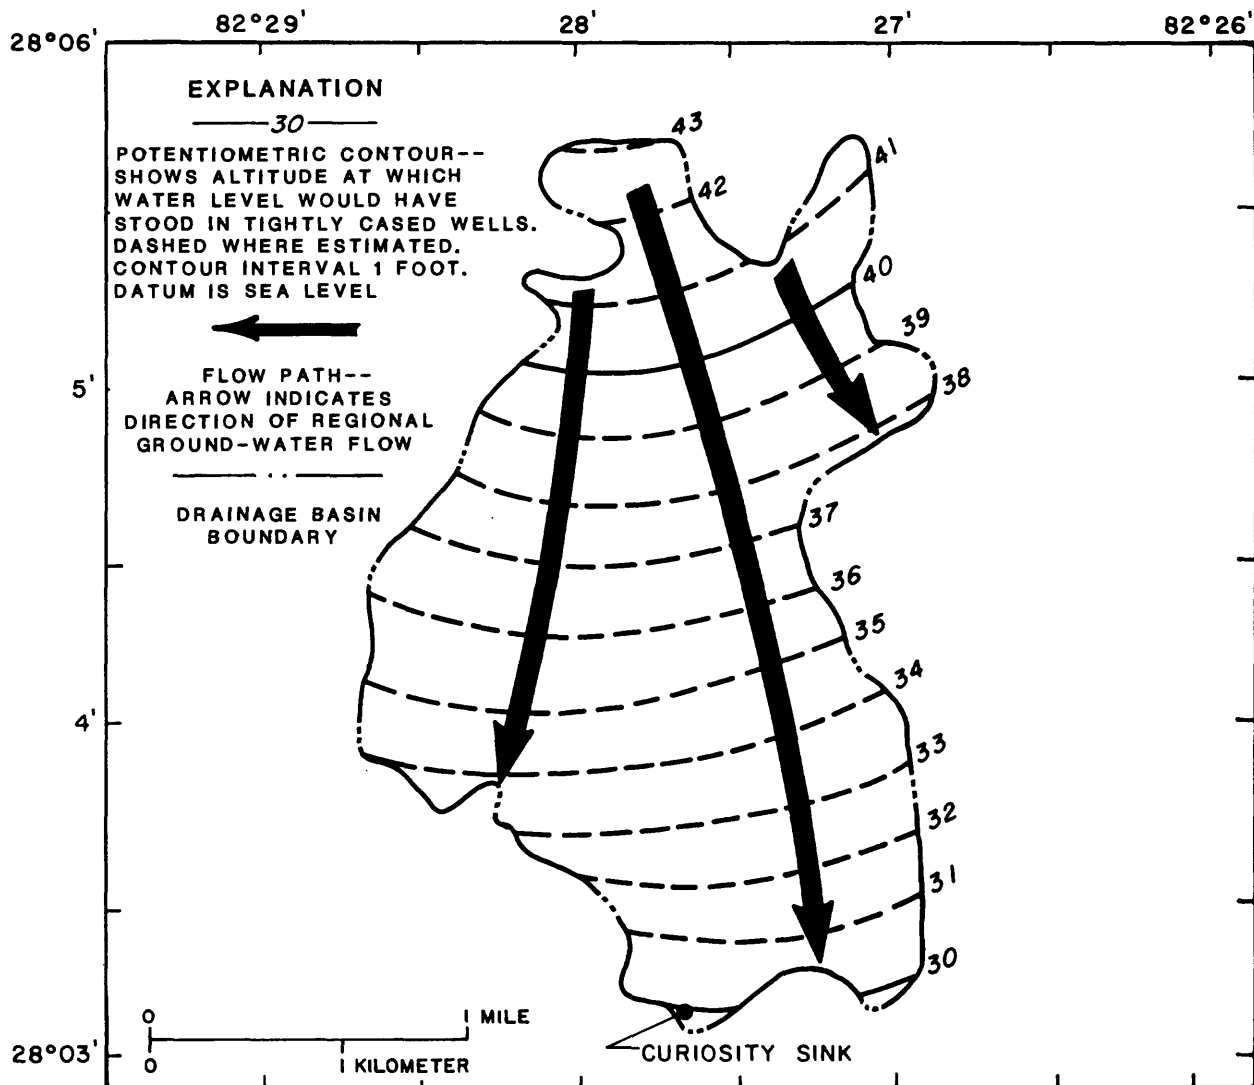 82°29' 28' 27' 82°26'
28°06'
EXPLANATION
30
POTENTIOMETRIC CONTOUR--
SHOWS ALTITUDE AT WHICH
WATER LEVEL WOULD HAVE
STOOD IN TIGHTLY CASED WELLS.
DASHED WHERE ESTIMATED.
CONTOUR INTERVAL 1 FOOT.
DATUM IS SEA LEVEL
FLOW PATH--
ARROW INDICATES
DIRECTION OF REGIONAL
GROUND-WATER FLOW
DRAINAGE BASIN
BOUNDARY
43
41
42
40
39
5'
38
37
36
35
34
4'
33
32
31
30
0 1 MILE
0 1 KILOMETER
CURIOSITY SINK
28°03'